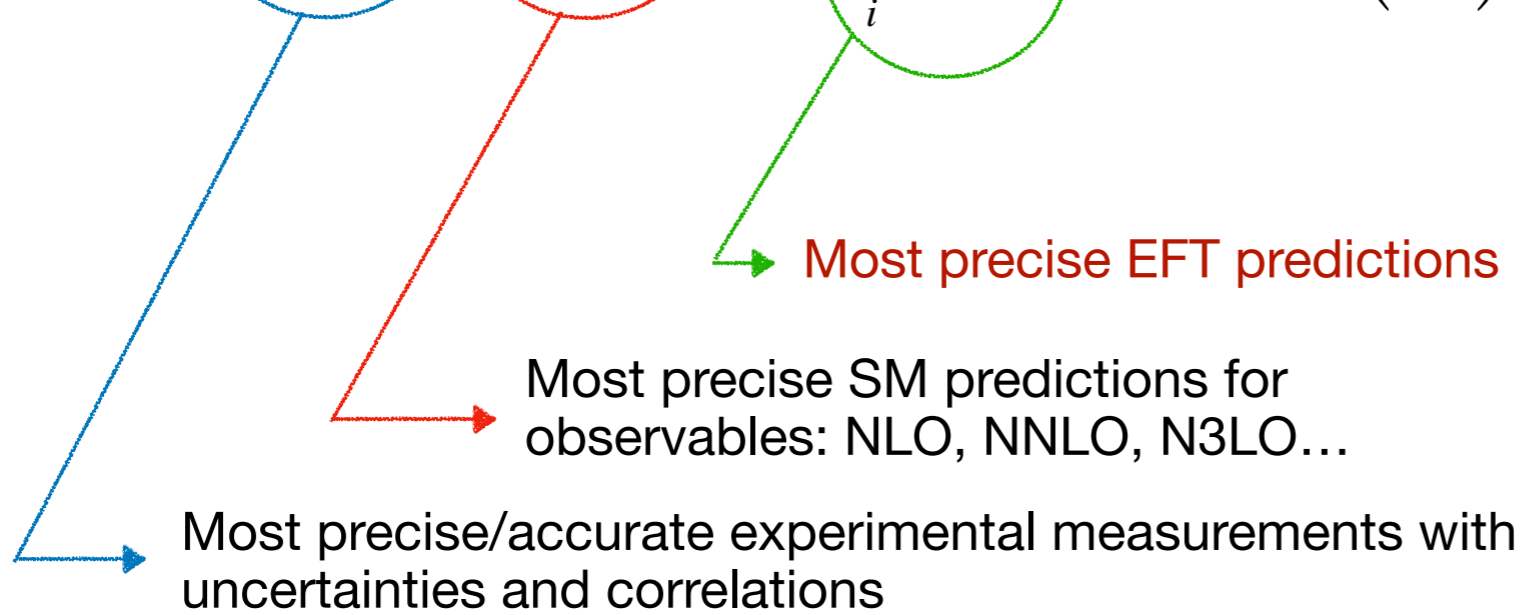 i
Most precise EFT predictions
Most precise SM predictions for
observables: NLO, NNLO, N3LO…
Most precise/accurate experimental measurements with
uncertainties and correlations